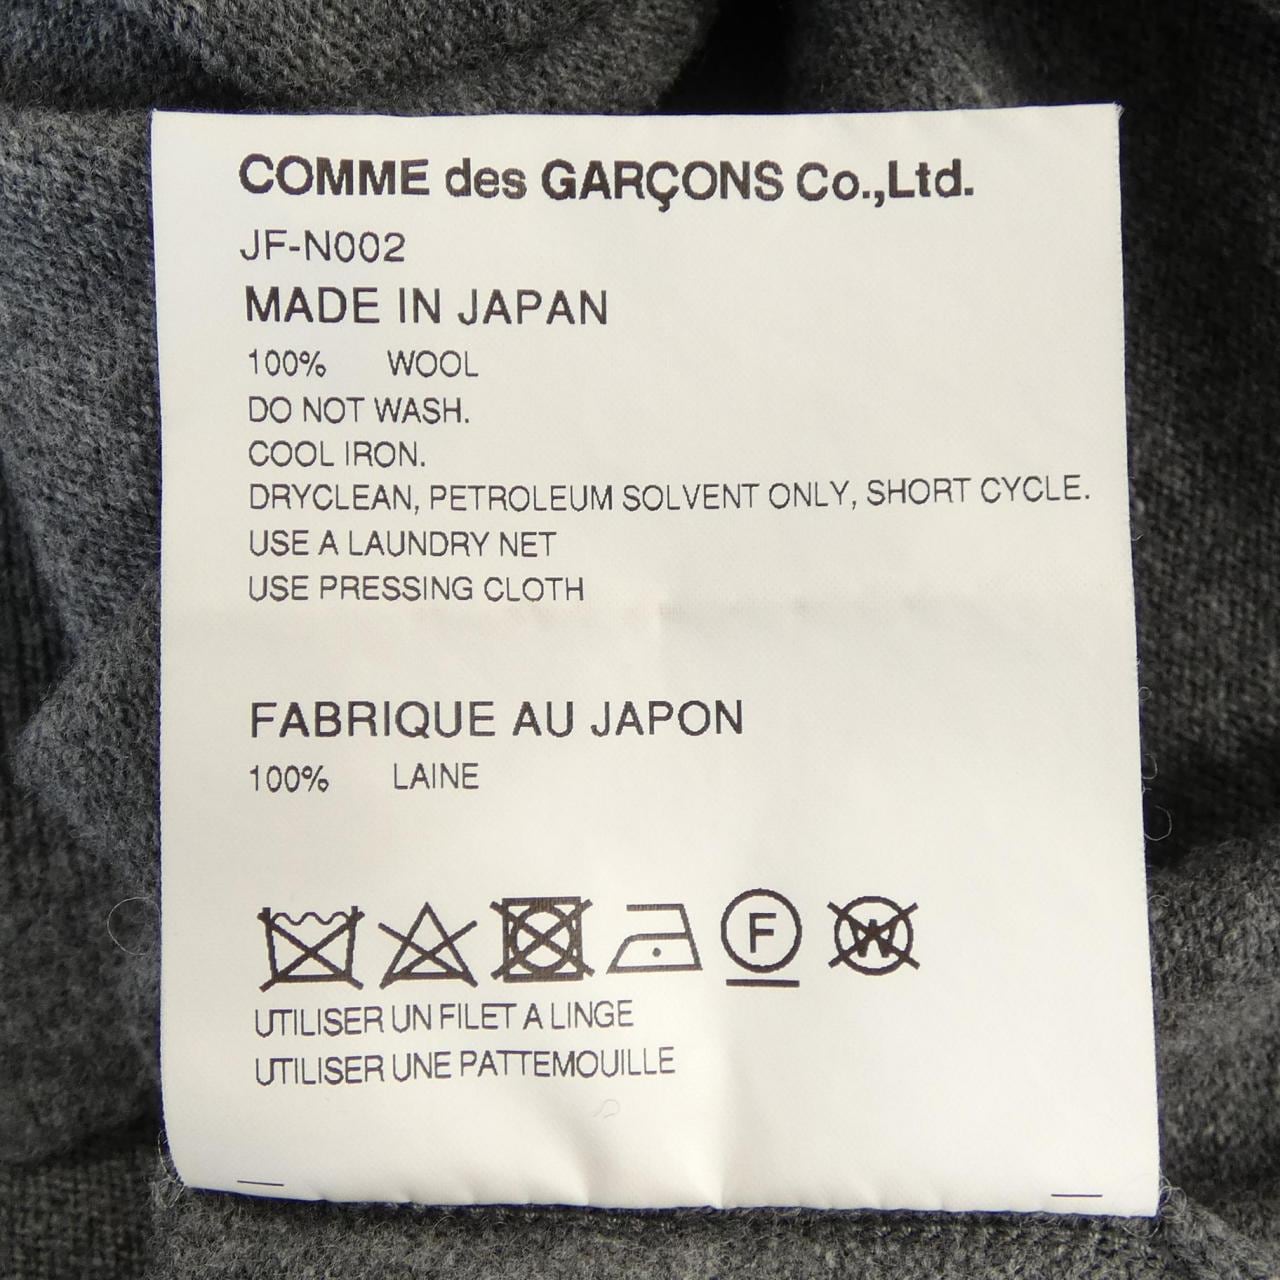 COMME des GARÇONS Co.,Ltd.
JF-N002
MADE IN JAPAN
100% WOOL
DO NOT WASH.
COOL IRON.
DRYCLEAN, PETROLEUM SOLVENT ONLY, SHORT CYCLE.
USE A LAUNDRY NET
USE PRESSING CLOTH
FABRIQUE AU JAPON
100% LAINE
F W
UTILISER UN FILET A LINGE
UTILISER UNE PATTEMOUILLE